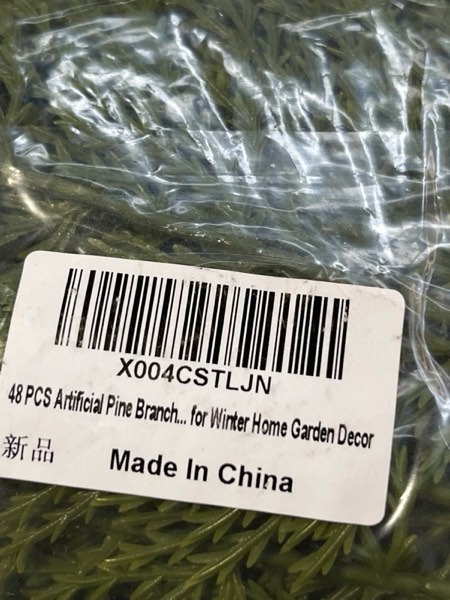 X004CSTLJN
48 PCS Artificial Pine Branch... for Winter Home Garden Decor
新品
Made In China